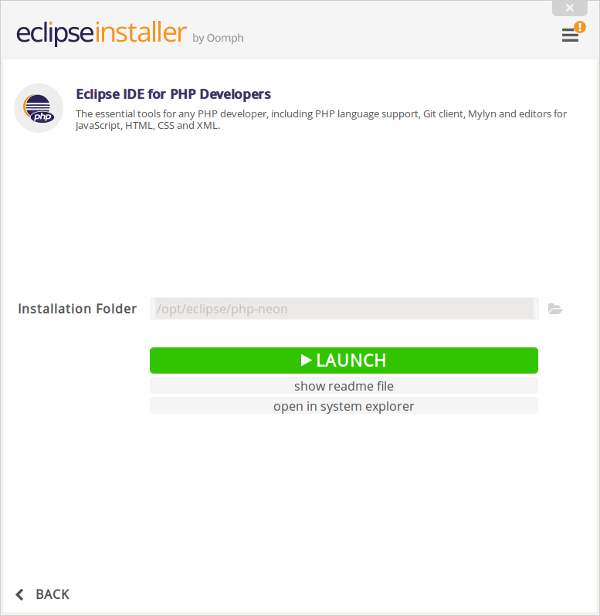 eclipseinstaller by Oomph
Eclipse IDE for PHP Developers
The essential tools for any PHP developer, including PHP language support, Git client, Mylyn and editors for
JavaScript, HTML, CSS and XML.
php
Installation Folder /opt/eclipse/php-neon
LAUNCH
show readme file
open in system explorer
BACK